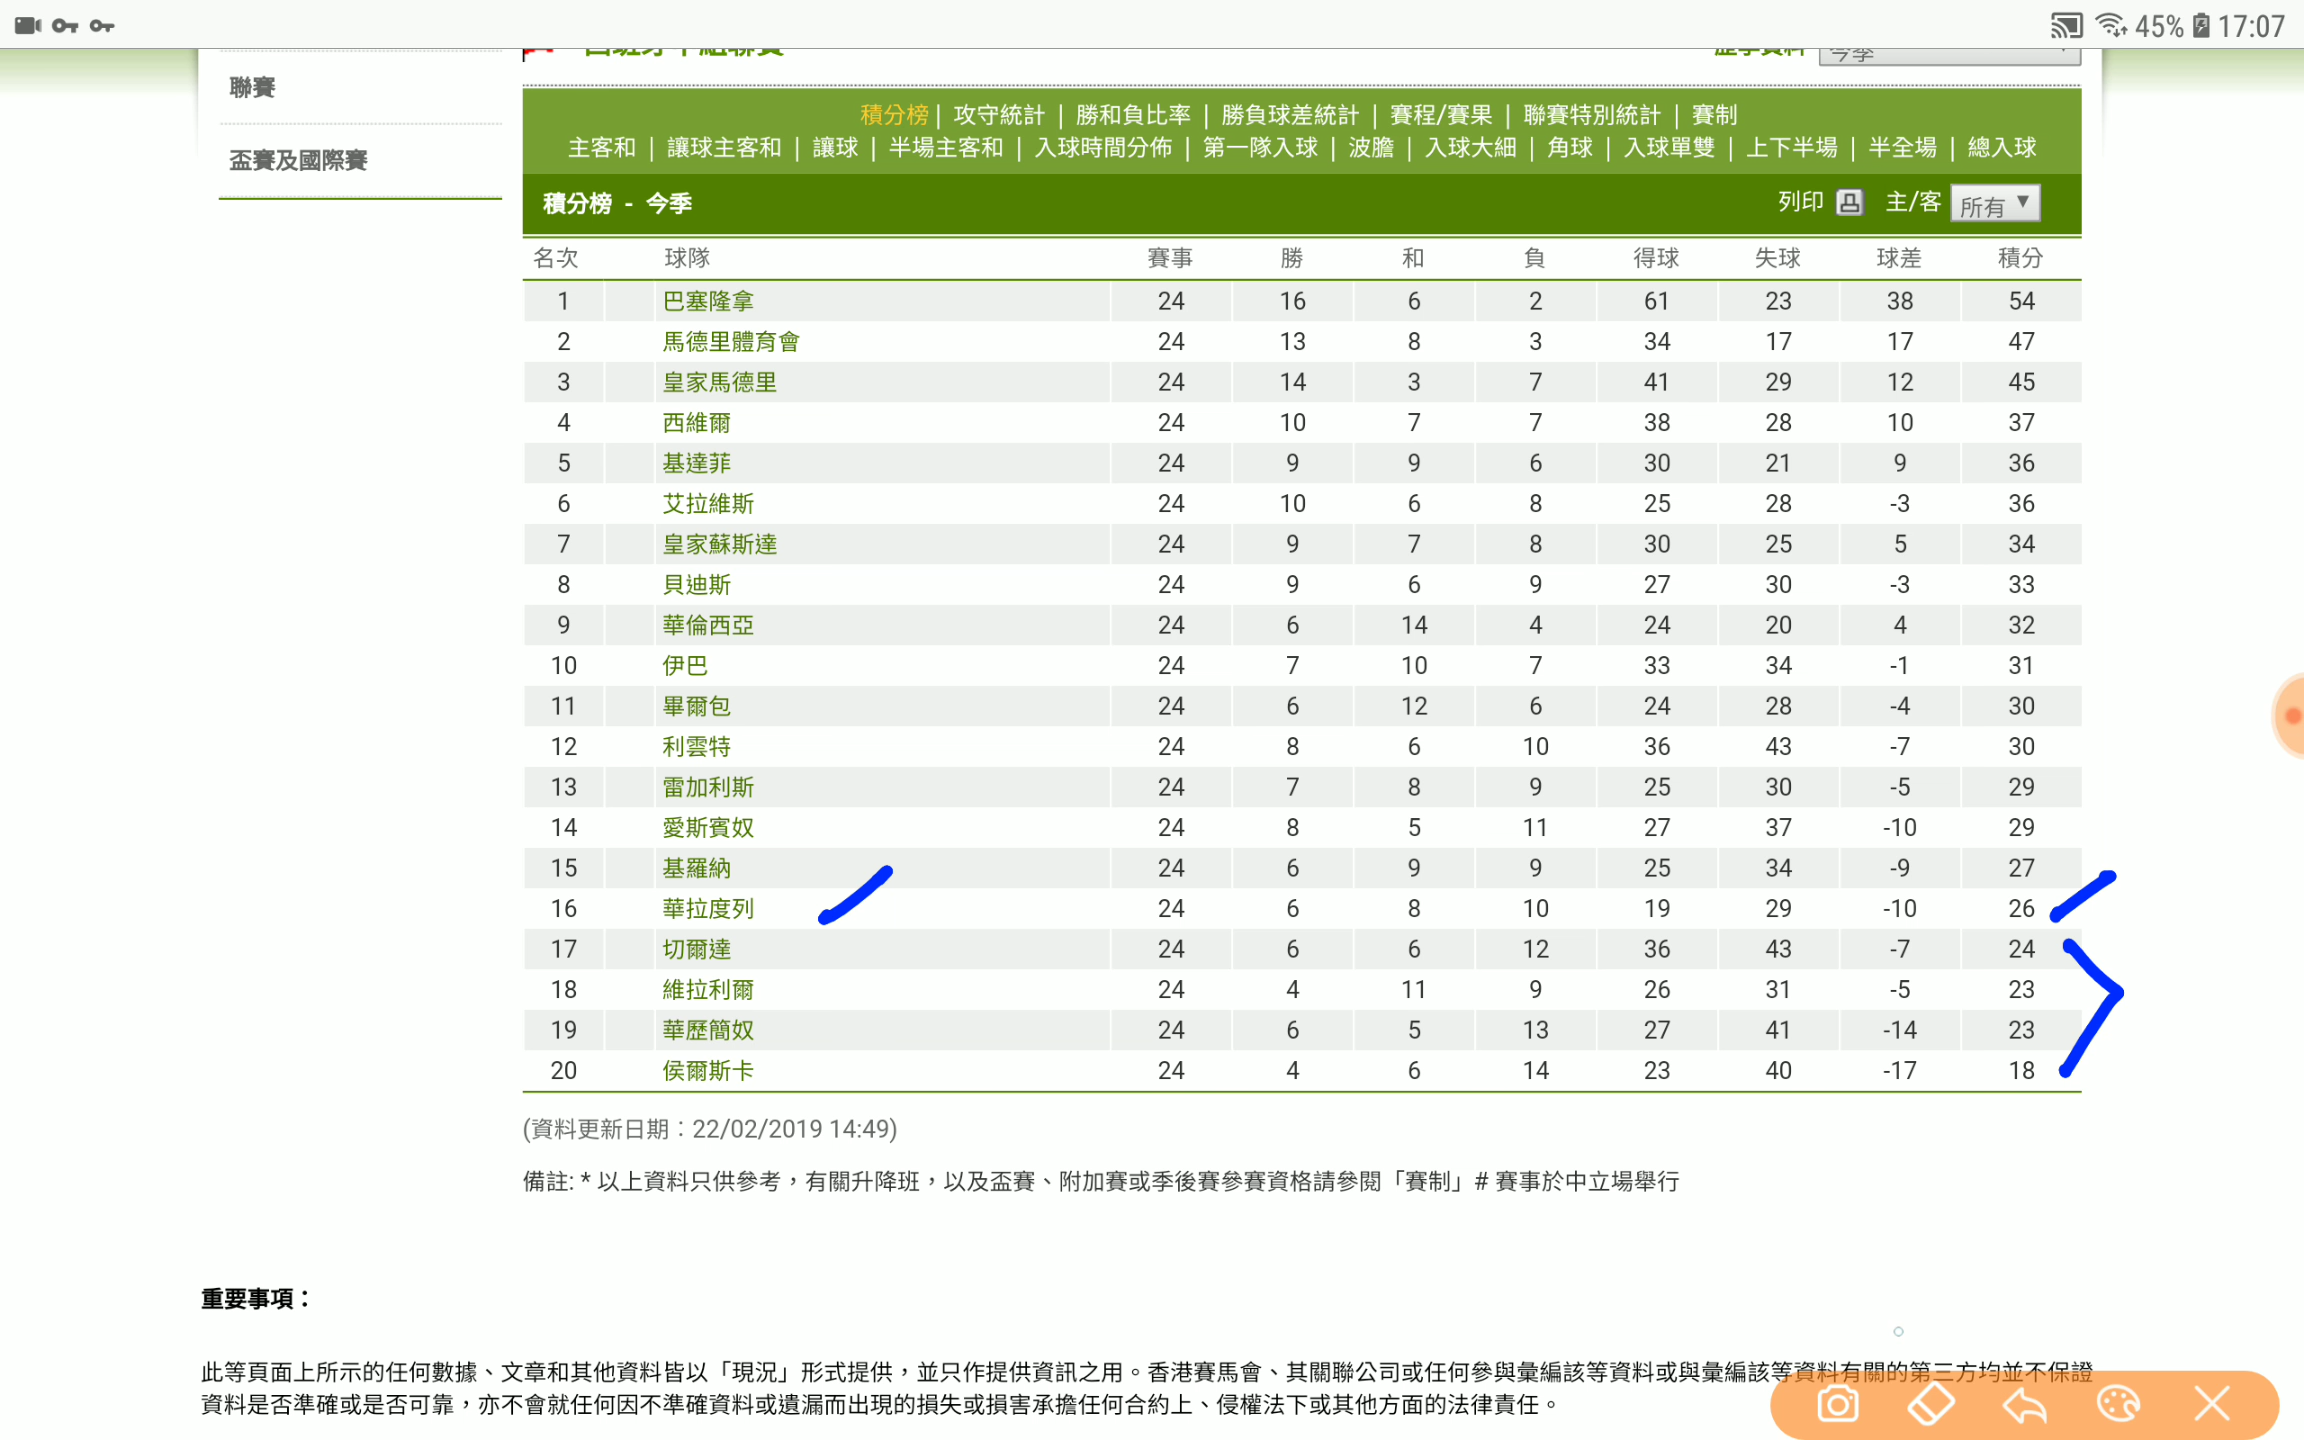 45% 17:07
西班牙甲組聯賽 歷季資料 今季
聯賽
盃賽及國際賽
積分榜 | 攻守統計 | 勝和負比率 | 勝負球差統計 | 賽程/賽果 | 聯賽特別統計 | 賽制
主客和 | 讓球主客和 | 讓球 | 半場主客和 | 入球時間分佈 | 第一隊入球 | 波膽 | 入球大細 | 角球 | 入球單雙 | 上下半場 | 半全場 | 總入球
積分榜 - 今季 列印 主/客 所有
名次 球隊 賽事 勝 和 負 得球 失球 球差 積分
1 巴塞隆拿 24 16 6 2 61 23 38 54
2 馬德里體育會 24 13 8 3 34 17 17 47
3 皇家馬德里 24 14 3 7 41 29 12 45
4 西維爾 24 10 7 7 38 28 10 37
5 基達菲 24 9 9 6 30 21 9 36
6 艾拉維斯 24 10 6 8 25 28 -3 36
7 皇家蘇斯達 24 9 7 8 30 25 5 34
8 貝迪斯 24 9 6 9 27 30 -3 33
9 華倫西亞 24 6 14 4 24 20 4 32
10 伊巴 24 7 10 7 33 34 -1 31
11 畢爾包 24 6 12 6 24 28 -4 30
12 利雲特 24 8 6 10 36 43 -7 30
13 雷加利斯 24 7 8 9 25 30 -5 29
14 愛斯賓奴 24 8 5 11 27 37 -10 29
15 基羅納 24 6 9 9 25 34 -9 27
16 華拉度列 24 6 8 10 19 29 -10 26
17 切爾達 24 6 6 12 36 43 -7 24
18 維拉利爾 24 4 11 9 26 31 -5 23
19 華歷簡奴 24 6 5 13 27 41 -14 23
20 侯爾斯卡 24 4 6 14 23 40 -17 18
(資料更新日期：22/02/2019 14:49)
備註: * 以上資料只供參考，有關升降班，以及盃賽、附加賽或季後賽參賽資格請參閱「賽制」# 賽事於中立場舉行
重要事項：
此等頁面上所示的任何數據、文章和其他資料皆以「現況」形式提供，並只作提供資訊之用。香港賽馬會、其關聯公司或任何參與彙編該等資料或與彙編該等資料有關的第三方均並不保證
資料是否準確或是否可靠，亦不會就任何因不準確資料或遺漏而出現的損失或損害承擔任何合約上、侵權法下或其他方面的法律責任。